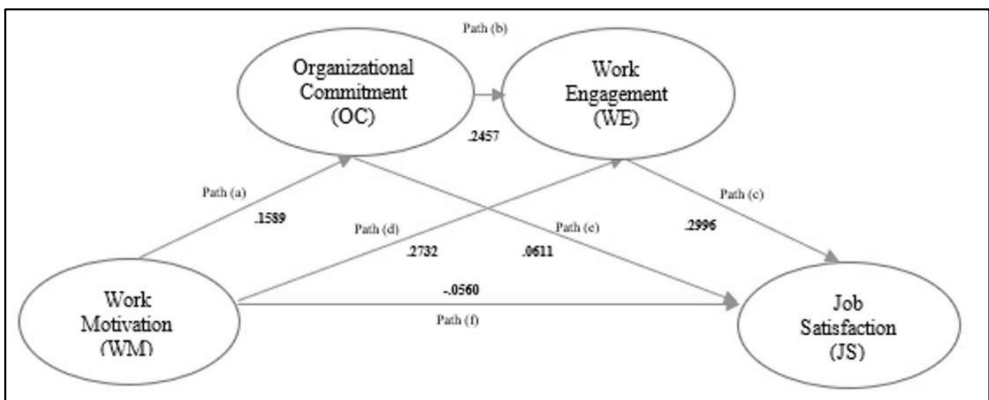 Path (b)
Organizational
Commitment
(OC)
Work
Engagement
(WE)
.2457
Path (a)
.1589
Path (d)
.2732
Path (e)
.0611
Path (c)
.2996
-.0560
Path (f)
Work
Motivation
(WM)
Job
Satisfaction
(JS)